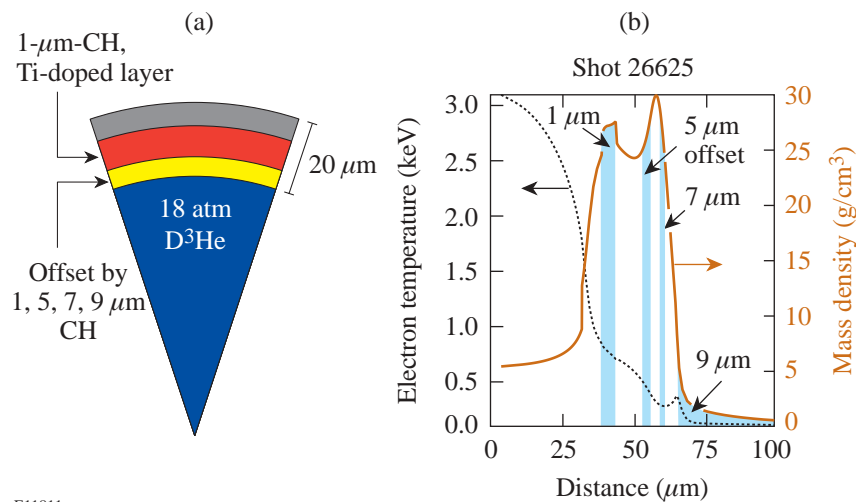 (a)
1-μm-CH,
Ti-doped layer
20 μm
18 atm
D³He
Offset by
1, 5, 7, 9 μm
CH
(b)
Shot 26625
3.0
2.5
2.0
1.5
1.0
0.5
0.0
Electron temperature (keV)
1 μm
5 μm
offset
7 μm
9 μm
30
25
20
15
10
5
0
Mass density (g/cm³)
0
25
50
75
100
Distance (μm)